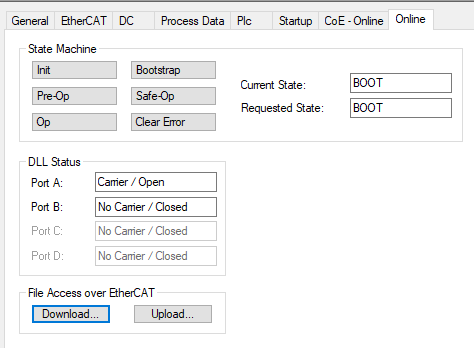 General EtherCAT DC Process Data Plc Startup CoE - Online Online
State Machine
Init Bootstrap
Pre-Op Safe-Op
Op Clear Error
Current State: BOOT
Requested State: BOOT
DLL Status
Port A: Carrier / Open
Port B: No Carrier / Closed
Port C: No Carrier / Closed
Port D: No Carrier / Closed
File Access over EtherCAT
Download... Upload...